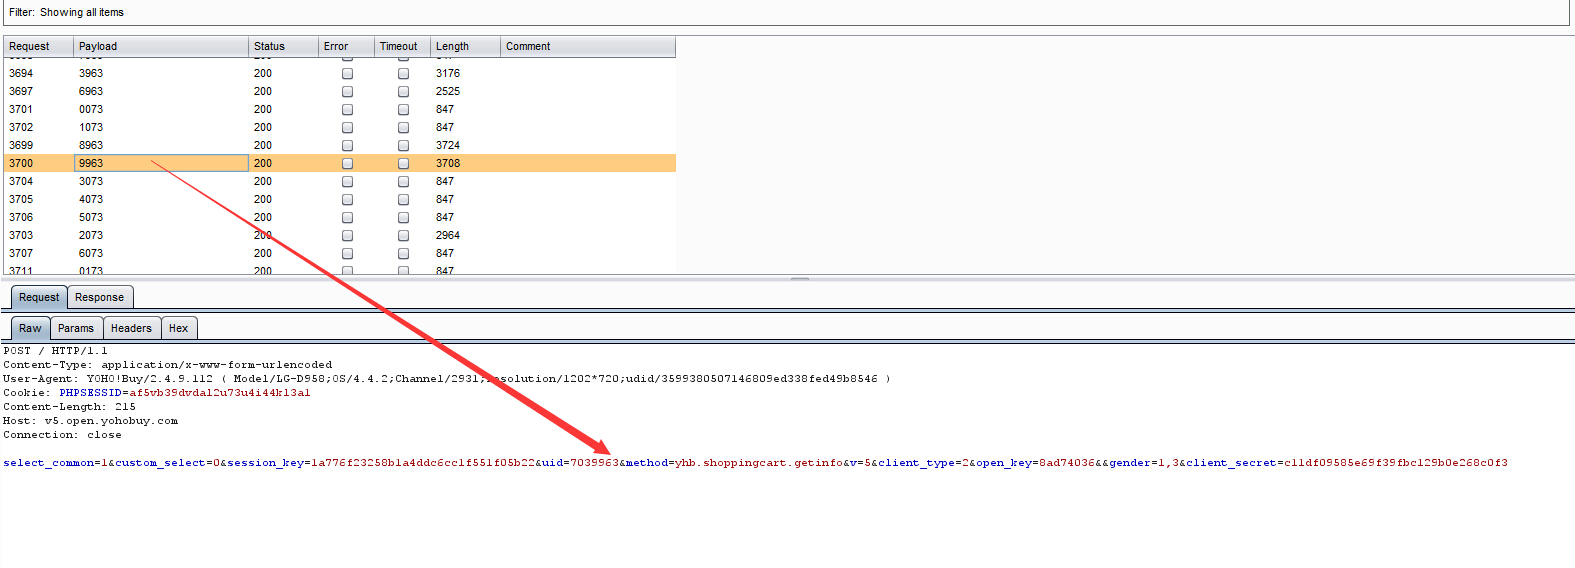 Filter: Showing all items
Request Payload Status Error Timeout Length Comment
3694 3963 200 3176
3697 6963 200 2525
3701 0073 200 847
3702 1073 200 847
3699 8963 200 3724
3700 9963 200 3708
3704 3073 200 847
3705 4073 200 847
3706 5073 200 847
3703 2073 200 2964
3707 6073 200 847
3711 0173 200 847
Request Response
Raw Params Headers Hex
POST / HTTP/1.1
Content-Type: application/x-www-form-urlencoded
User-Agent: YOHO!Buy/2.4.9.112 ( Model/LG-D958;OS/4.4.2;Channel/2931;resolution/1202*720;udid/3599380507146809ed338fed49b8546 )
Cookie: PHPSESSID=af5vb39dvdal2u73u4i44kl3al
Content-Length: 215
Host: v5.open.yohobuy.com
Connection: close
select_common=1&custom_select=0&session_key=1a776f23258b1a4ddc6cc1f551f05b22&uid=7039963&method=yhb.shoppingcart.getinfo&v=5&client_type=2&open_key=8ad74036&&gender=1,3&client_secret=c11df09585e69f39fbc129b0e268c0f3